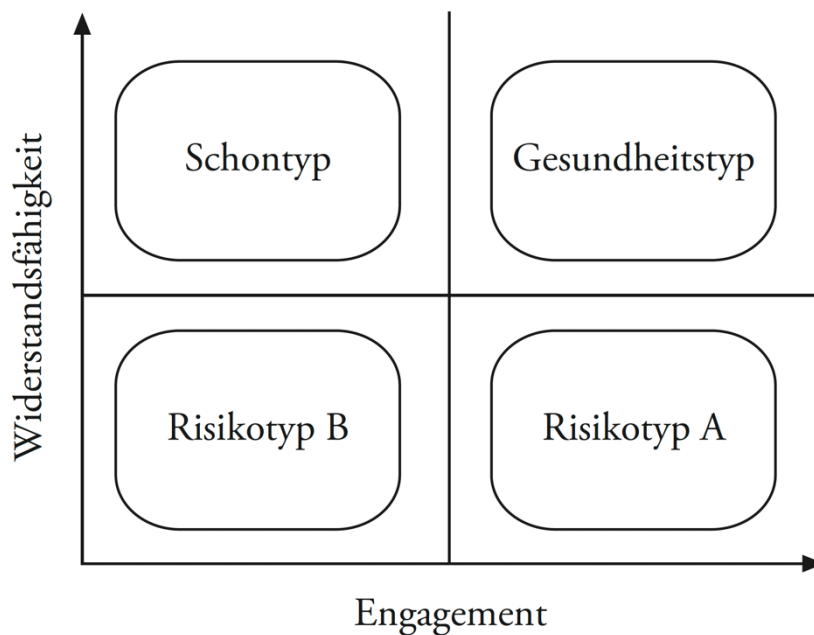 Widerstandsfähigkeit
Schontyp
Gesundheitstyp
Risikotyp B
Risikotyp A
Engagement